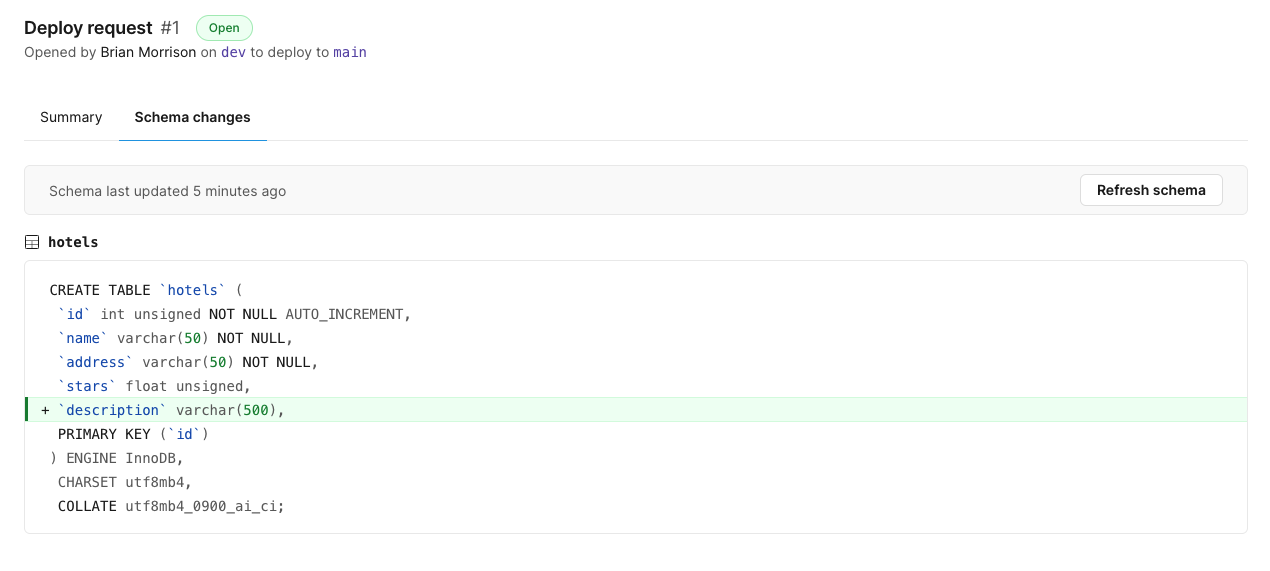 Deploy request #1 Open
Opened by Brian Morrison on dev to deploy to main
Summary Schema changes
Schema last updated 5 minutes ago Refresh schema
hotels
CREATE TABLE `hotels` (
`id` int unsigned NOT NULL AUTO_INCREMENT,
`name` varchar(50) NOT NULL,
`address` varchar(50) NOT NULL,
`stars` float unsigned,
+ `description` varchar(500),
PRIMARY KEY (`id`)
) ENGINE InnoDB,
CHARSET utf8mb4,
COLLATE utf8mb4_0900_ai_ci;